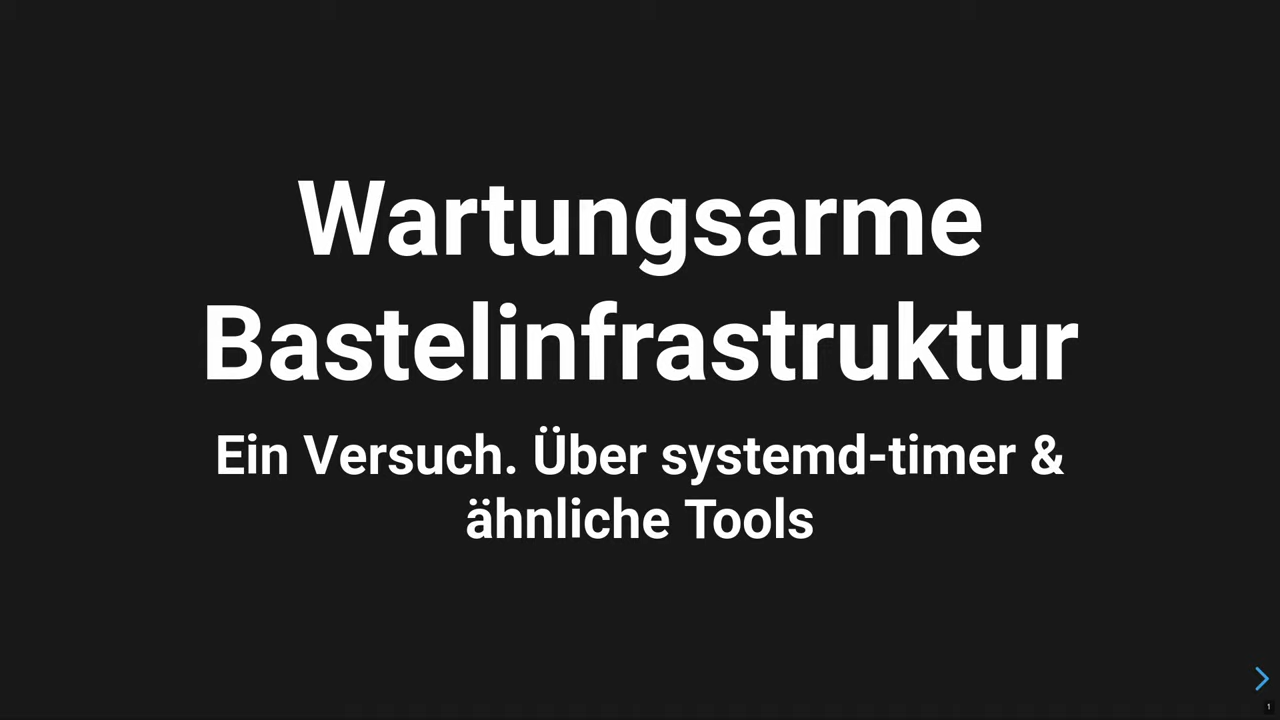 Wartungsarme
Bastelinfrastruktur
Ein Versuch. Über systemd-timer &
ähnliche Tools
1